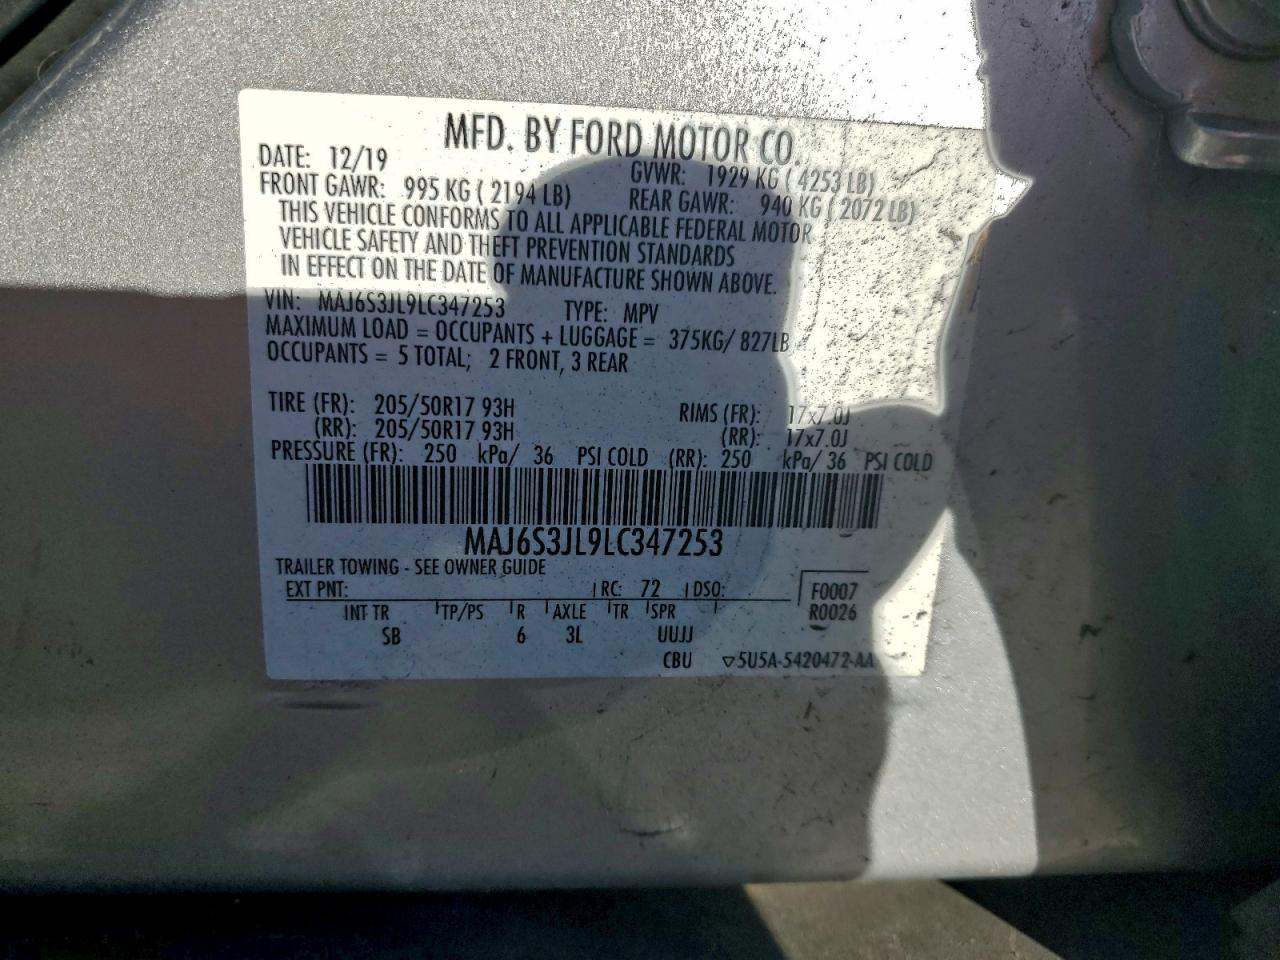 MFD. BY FORD MOTOR CO.
DATE: 12/19 GVWR: 1929 KG ( 4253 LB)
FRONT GAWR: 995 KG ( 2194 LB) REAR GAWR: 940 KG ( 2072 LB)
THIS VEHICLE CONFORMS TO ALL APPLICABLE FEDERAL MOTOR
VEHICLE SAFETY AND THEFT PREVENTION STANDARDS
IN EFFECT ON THE DATE OF MANUFACTURE SHOWN ABOVE.
VIN: MAJ6S3JL9LC347253 TYPE: MPV
MAXIMUM LOAD = OCCUPANTS + LUGGAGE = 375KG/ 827LB
OCCUPANTS = 5 TOTAL; 2 FRONT, 3 REAR
TIRE (FR): 205/50R17 93H RIMS (FR): 17x7.0J
(RR): 205/50R17 93H (RR): 17x7.0J
PRESSURE (FR): 250 kPa/ 36 PSI COLD (RR): 250 kPa/ 36 PSI COLD
MAJ6S3JL9LC347253
TRAILER TOWING - SEE OWNER GUIDE
EXT PNT: RC: 72 DSO: F0007
INT TR TP/PS R AXLE TR SPR R0026
SB 6 3L UUJJ
CBU ▽5U5A-5420472-AA